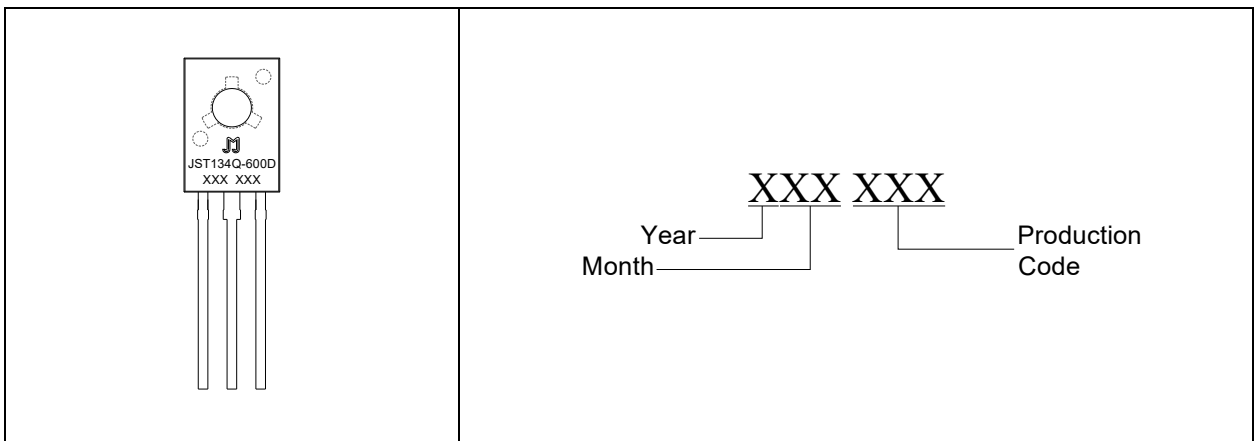 JST134Q-600D
XXX XXX
XXX XXX
Year
Month
Production
Code